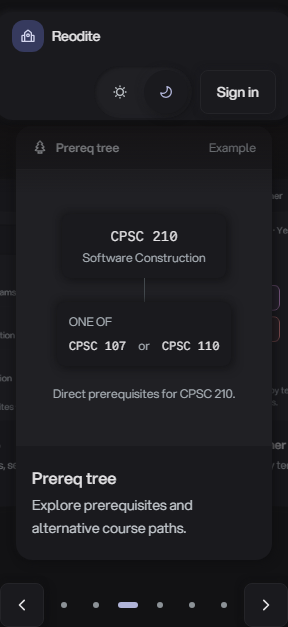 Reodite
Sign in
Prereq tree
Example
CPSC 210
Software Construction
ONE OF
CPSC 107 or CPSC 110
Direct prerequisites for CPSC 210.
Prereq tree
Explore prerequisites and
alternative course paths.